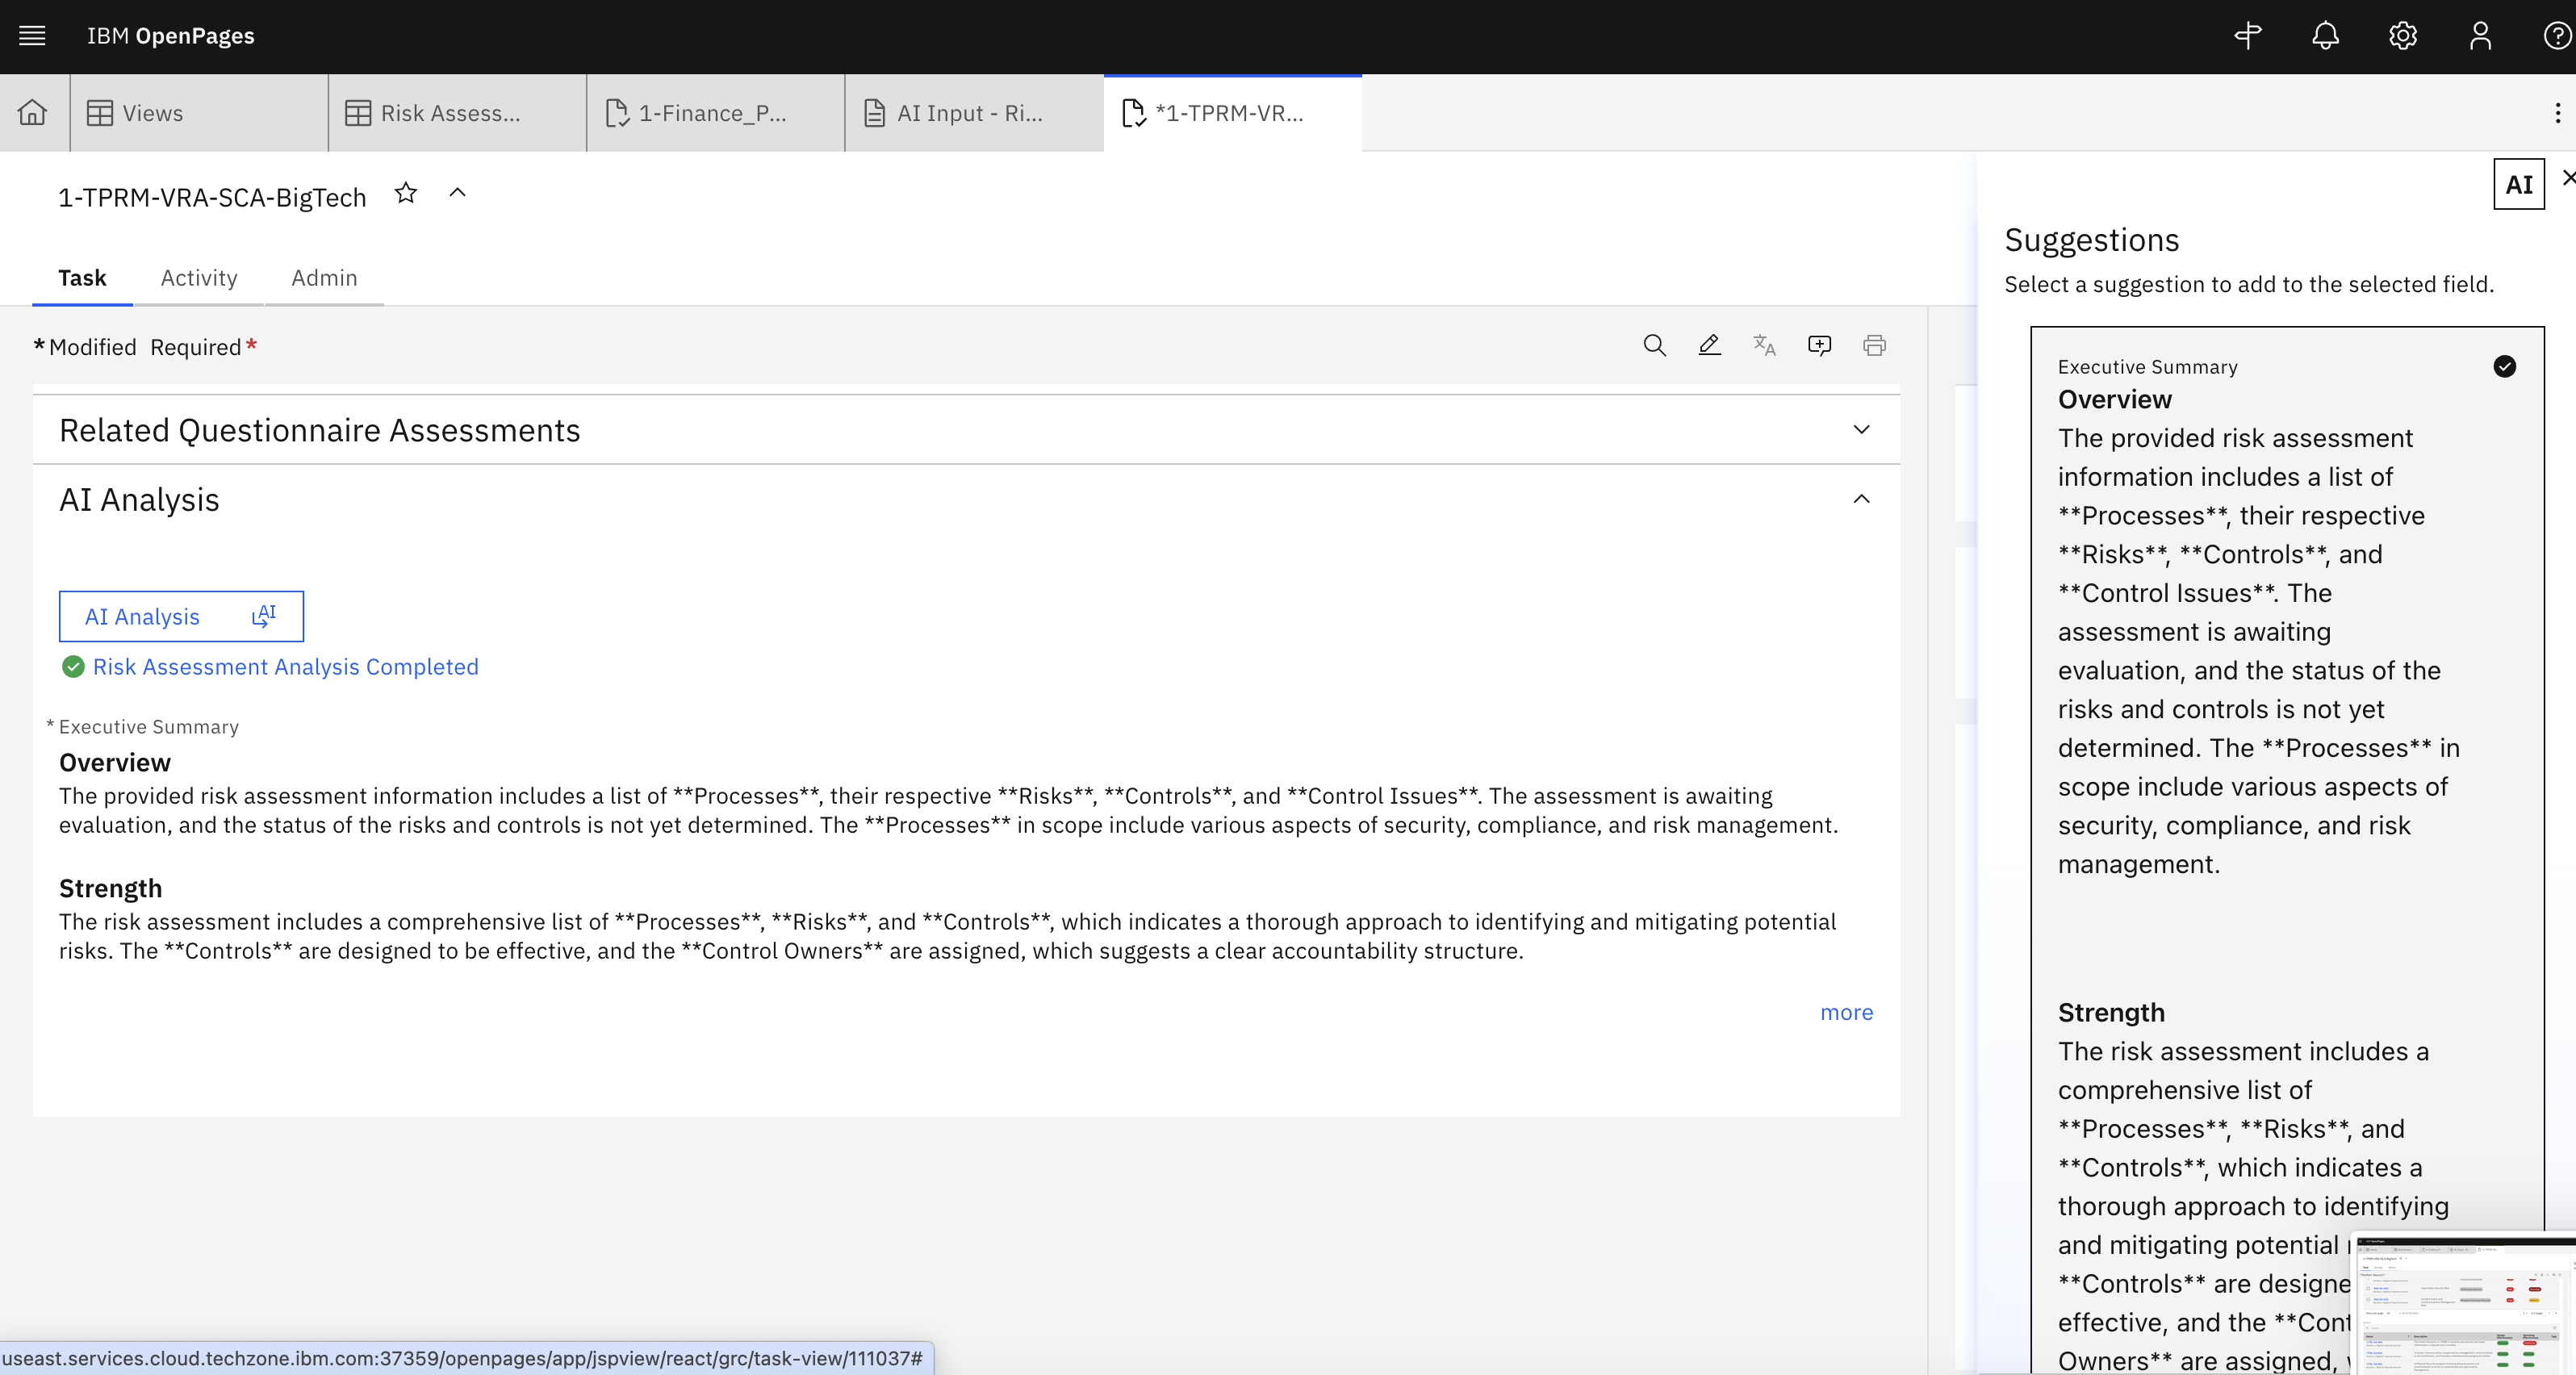 IBM OpenPages
Views
Risk Assess...
1-Finance_P...
AI Input - Ri...
*1-TPRM-VR...
1-TPRM-VRA-SCA-BigTech
Task
Activity
Admin
*Modified Required*
Related Questionnaire Assessments
AI Analysis
AI Analysis AI
Risk Assessment Analysis Completed
* Executive Summary
Overview
The provided risk assessment information includes a list of **Processes**, their respective **Risks**, **Controls**, and **Control Issues**. The assessment is awaiting
evaluation, and the status of the risks and controls is not yet determined. The **Processes** in scope include various aspects of security, compliance, and risk management.
Strength
The risk assessment includes a comprehensive list of **Processes**, **Risks**, and **Controls**, which indicates a thorough approach to identifying and mitigating potential
risks. The **Controls** are designed to be effective, and the **Control Owners** are assigned, which suggests a clear accountability structure.
more
AI
Suggestions
Select a suggestion to add to the selected field.
Executive Summary
Overview
The provided risk assessment
information includes a list of
**Processes**, their respective
**Risks**, **Controls**, and
**Control Issues**. The
assessment is awaiting
evaluation, and the status of the
risks and controls is not yet
determined. The **Processes** in
scope include various aspects of
security, compliance, and risk
management.
Strength
The risk assessment includes a
comprehensive list of
**Processes**, **Risks**, and
**Controls**, which indicates a
thorough approach to identifying
and mitigating potential
**Controls** are designe
effective, and the **Cont
Owners** are assigned,
useast.services.cloud.techzone.ibm.com:37359/openpages/app/jspview/react/grc/task-view/111037#